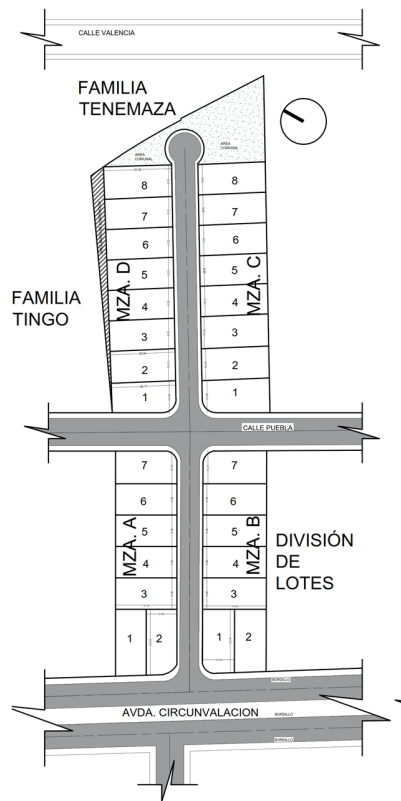 CALLE VALENCIA
FAMILIA
TENEMAZA
AREA
COMUNAL
AREA
COMUNAL
8
8
7
7
6
6
MZA. D
5
5
MZA. C
FAMILIA
TINGO
4
4
3
3
2
2
1
1
CALLE PUEBLA
7
7
6
6
MZA. A
5
5
MZA. B
DIVISIÓN
DE
LOTES
4
4
3
3
1
2
1
2
BORDILLO
AVDA. CIRCUNVALACION
BORDILLO
BORDILLO